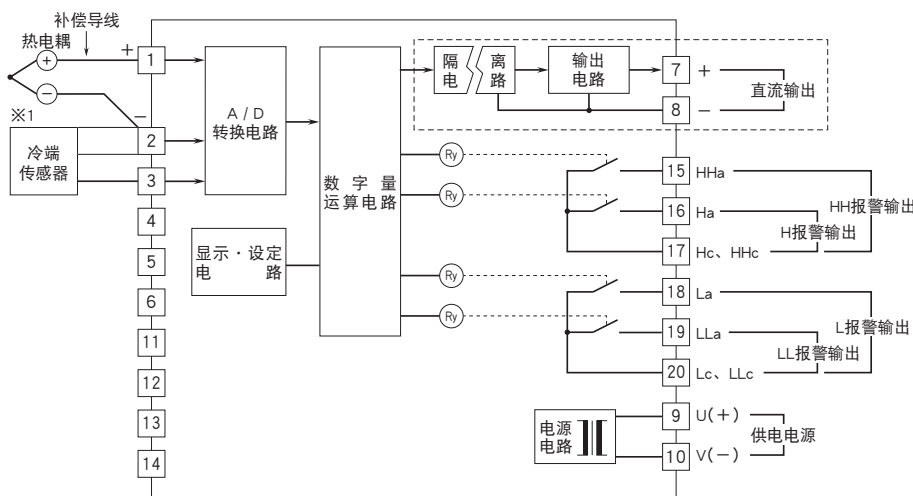 补偿导线
热电耦
+
+
−
−
※1
冷端
传感器
1
2
3
4
5
6
11
12
13
14
A / D
转换电路
显示・设定
电 路
数 字 量
运算电路
隔 离
电 路
输出
电路
Ry
Ry
Ry
Ry
7 +
8 −
直流输出
15 HHa
16 Ha
17 Hc、HHc
H报警输出
HH报警输出
18 La
19 LLa
20 Lc、LLc
LL报警输出
L报警输出
电源
电路
9 U(+)
10 V(−)
供电电源